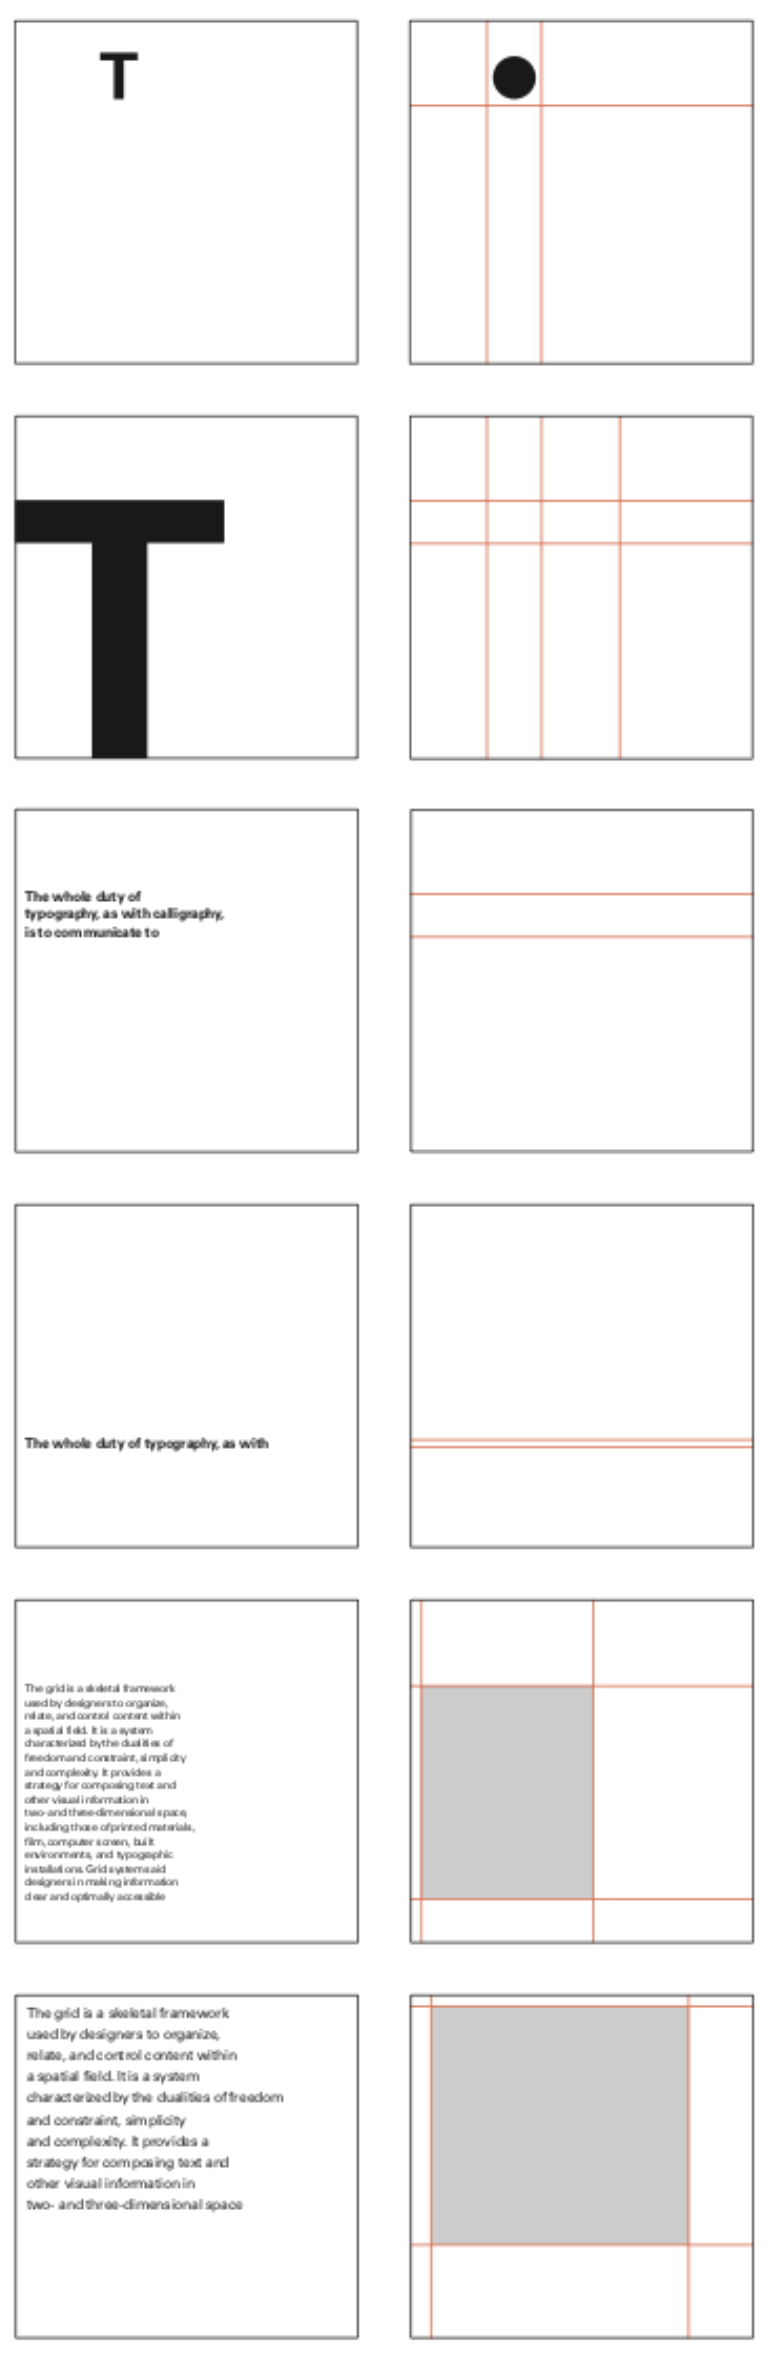 T
T
The whole duty of
typography, as with calligraphy,
is to communicate to
The whole duty of typography, as with
The grid is a skeletal framework
used by designers to organize,
relate, and control content within
a spatial field. It is a system
characterized by the dualities of
freedom and constraint, simplicity
and complexity. It provides a
strategy for composing text and
other visual information in
two- and three-dimensional space,
including those of printed materials,
film, computer screen, built
environments, and typographic
installations. Grid systems aid
designers in making information
clear and optimally accessible
The grid is a skeletal framework
used by designers to organize,
relate, and control content within
a spatial field. It is a system
characterized by the dualities of freedom
and constraint, simplicity
and complexity. It provides a
strategy for composing text and
other visual information in
two- and three-dimensional space